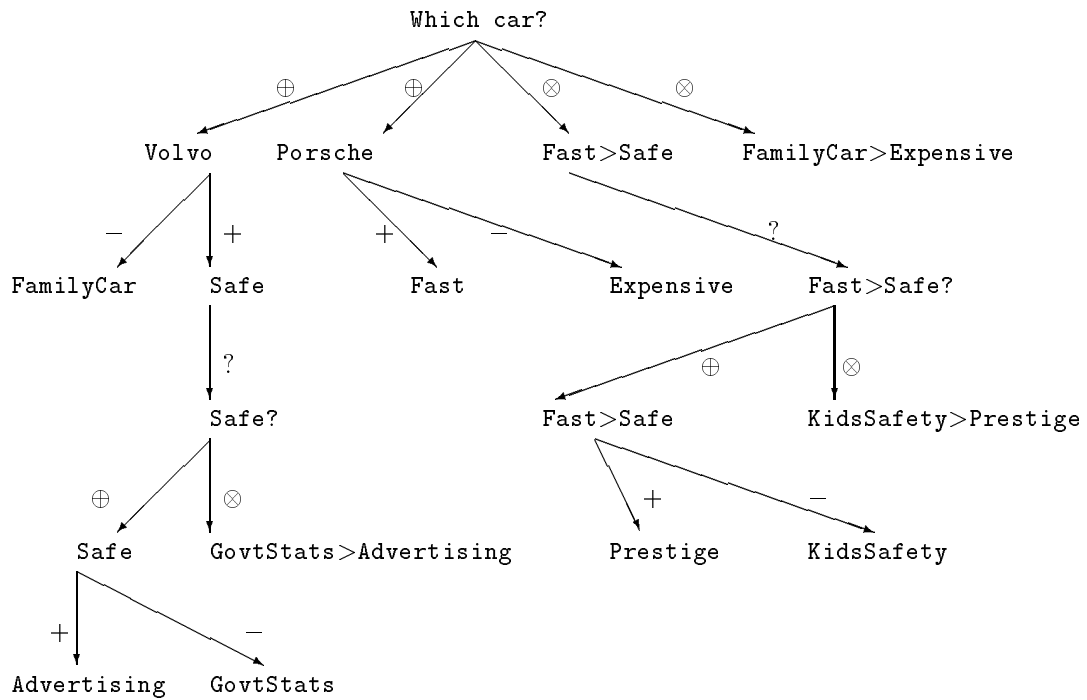 Which car?
⊕ ⊕ ⊗ ⊗
Volvo Porsche Fast>Safe FamilyCar>Expensive
− + + − ?
FamilyCar Safe Fast Expensive Fast>Safe?
? ⊕ ⊗
Safe? Fast>Safe KidsSafety>Prestige
⊕ ⊗ + −
Safe GovtStats>Advertising Prestige KidsSafety
+ −
Advertising GovtStats